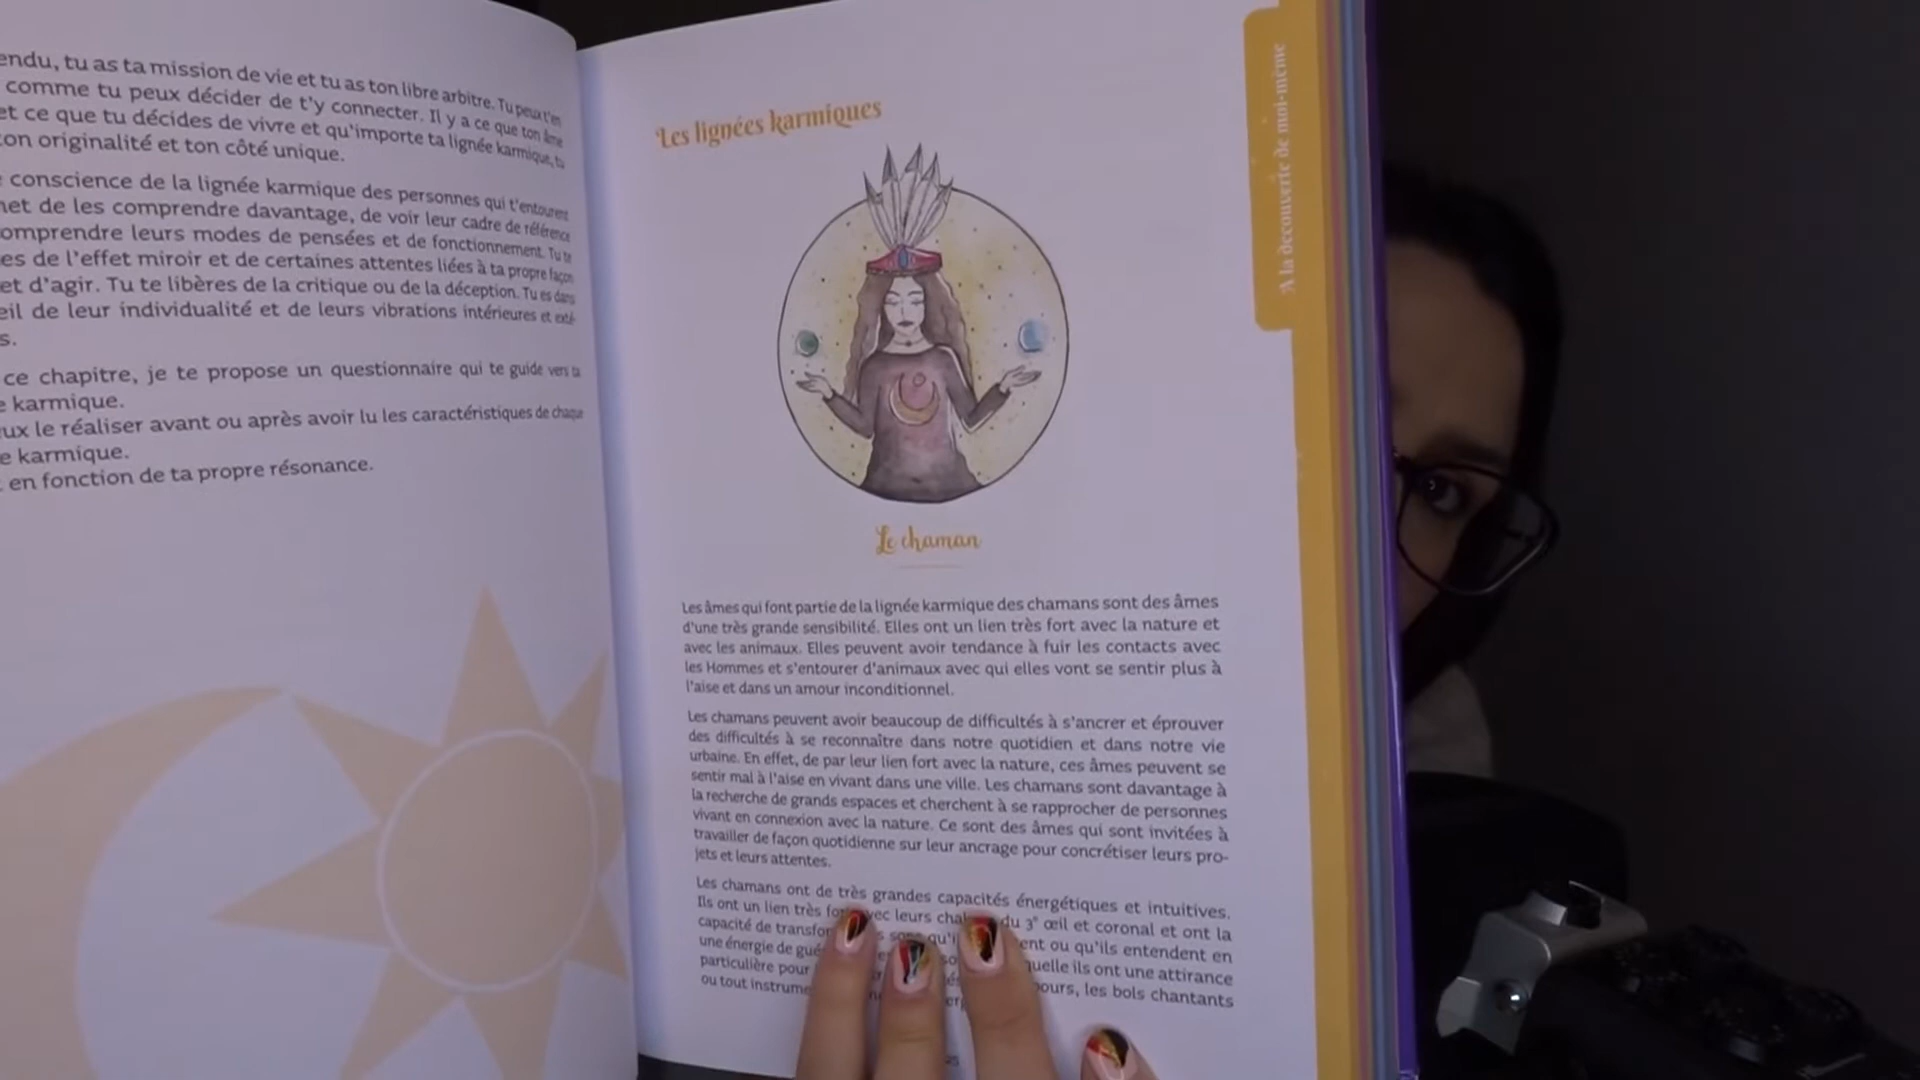 endu, tu as ta mission de vie et tu as ton libre arbitre. Tu peux t'en
comme tu peux décider de t'y connecter. Il y a ce que ton âme
et ce que tu décides de vivre et qu'importe ta lignée karmique, tu
ton originalité et ton côté unique.
conscience de la lignée karmique des personnes qui t'entourent
met de les comprendre davantage, de voir leur cadre de référence
omprendre leurs modes de pensées et de fonctionnement. Tu te
es de l'effet miroir et de certaines attentes liées à ta propre façon
et d'agir. Tu te libères de la critique ou de la déception. Tu es dans
eil de leur individualité et de leurs vibrations intérieures et exté-
s.
ce chapitre, je te propose un questionnaire qui te guide vers ta
e karmique.
ux le réaliser avant ou après avoir lu les caractéristiques de chaque
e karmique.
en fonction de ta propre résonance.
Les lignées karmiques
Le chaman
Les âmes qui font partie de la lignée karmique des chamans sont des âmes
d'une très grande sensibilité. Elles ont un lien très fort avec la nature et
avec les animaux. Elles peuvent avoir tendance à fuir les contacts avec
les Hommes et s'entourer d'animaux avec qui elles vont se sentir plus à
l'aise et dans un amour inconditionnel.
Les chamans peuvent avoir beaucoup de difficultés à s'ancrer et éprouver
des difficultés à se reconnaître dans notre quotidien et dans notre vie
urbaine. En effet, de par leur lien fort avec la nature, ces âmes peuvent se
sentir mal à l'aise en vivant dans une ville. Les chamans sont davantage à
la recherche de grands espaces et cherchent à se rapprocher de personnes
vivant en connexion avec la nature. Ce sont des âmes qui sont invitées à
travailler de façon quotidienne sur leur ancrage pour concrétiser leurs pro-
jets et leurs attentes.
Les chamans ont de très grandes capacités énergétiques et intuitives.
Ils ont un lien très for vec leurs cha du 3e œil et coronal et ont la
capacité de transfor s sons qu'i ent ou qu'ils entendent en
une énergie de gué so quelle ils ont une attirance
particulière pour ours, les bols chantants
ou tout instrume
25
A la découverte de moi-même